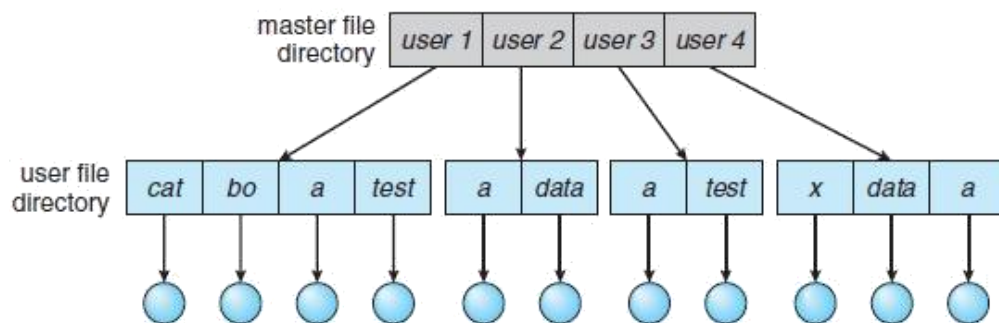 master file
directory
user 1 user 2 user 3 user 4
user file
directory
cat bo a test a data a test x data a